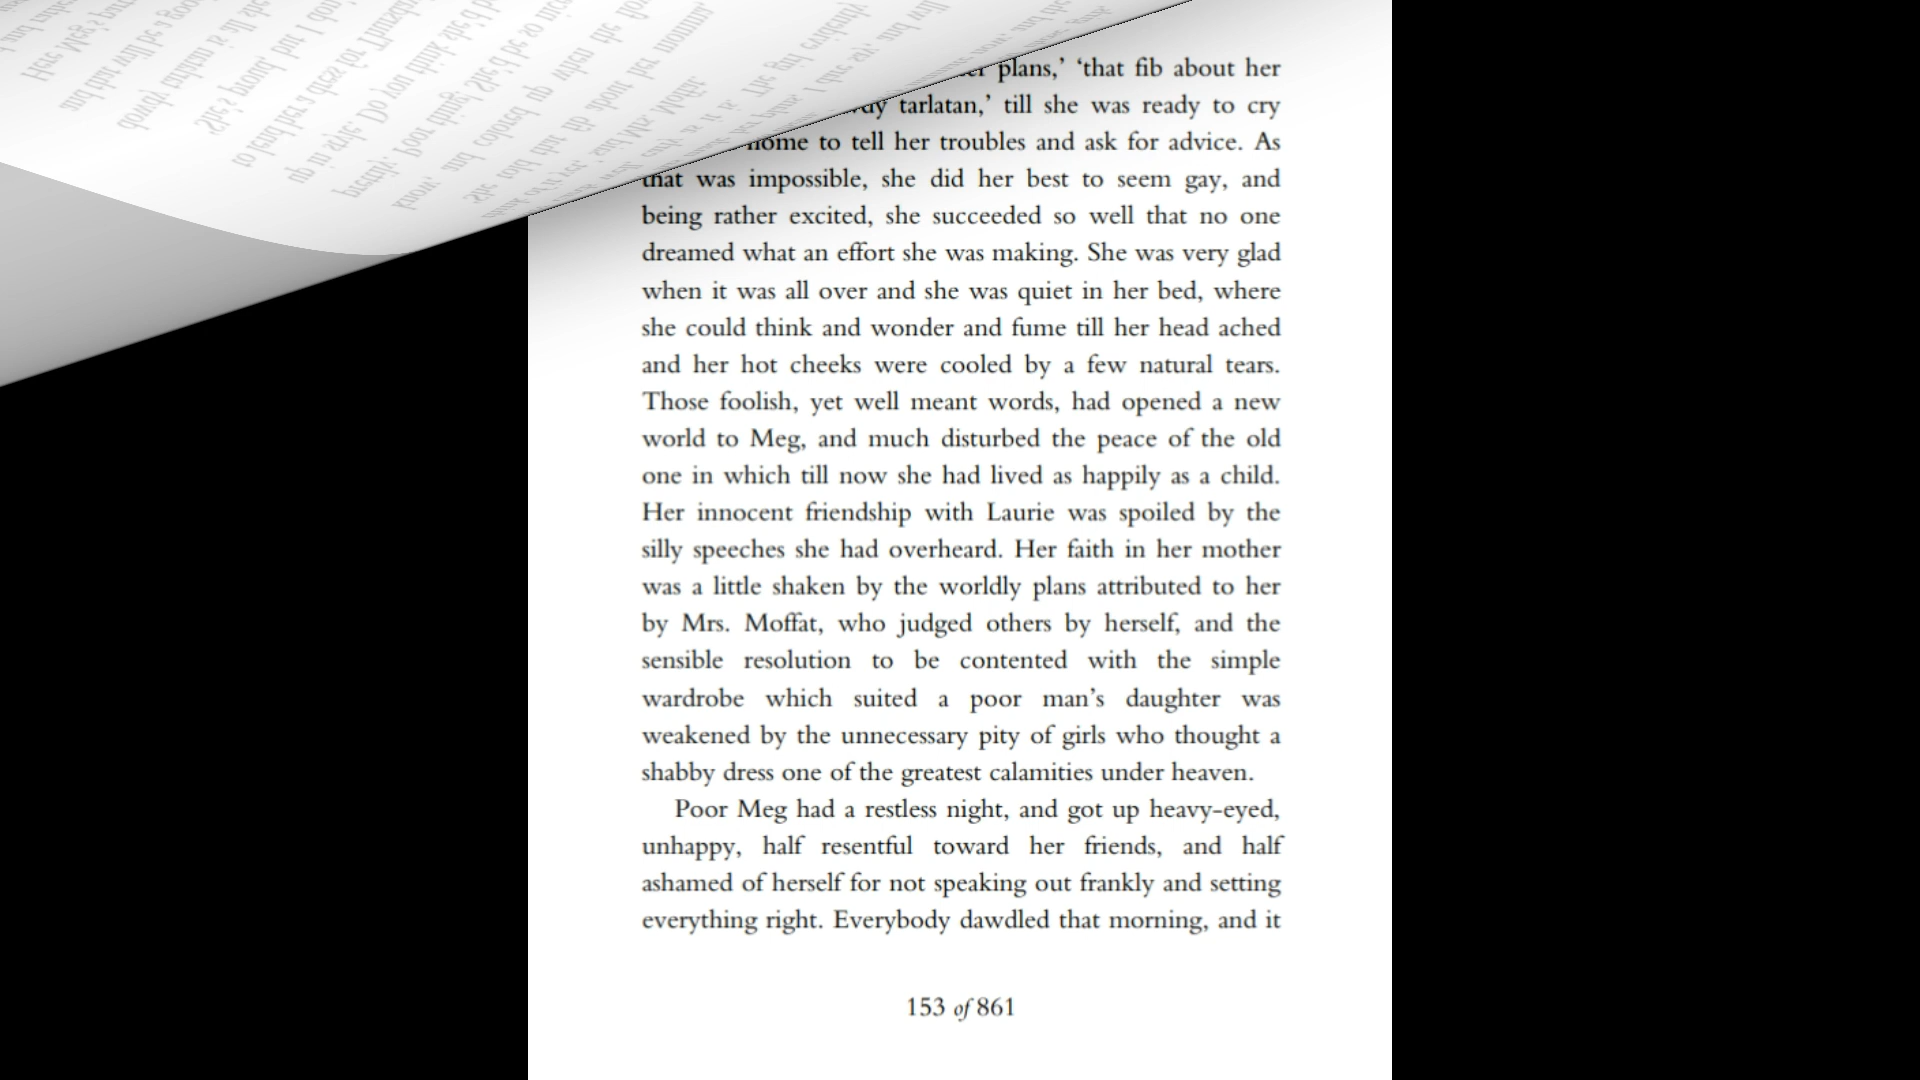 plans,’ ‘that fib about her
tarlatan,’ till she was ready to cry
home to tell her troubles and ask for advice. As
that was impossible, she did her best to seem gay, and
being rather excited, she succeeded so well that no one
dreamed what an effort she was making. She was very glad
when it was all over and she was quiet in her bed, where
she could think and wonder and fume till her head ached
and her hot cheeks were cooled by a few natural tears.
Those foolish, yet well meant words, had opened a new
world to Meg, and much disturbed the peace of the old
one in which till now she had lived as happily as a child.
Her innocent friendship with Laurie was spoiled by the
silly speeches she had overheard. Her faith in her mother
was a little shaken by the worldly plans attributed to her
by Mrs. Moffat, who judged others by herself, and the
sensible resolution to be contented with the simple
wardrobe which suited a poor man’s daughter was
weakened by the unnecessary pity of girls who thought a
shabby dress one of the greatest calamities under heaven.
Poor Meg had a restless night, and got up heavy-eyed,
unhappy, half resentful toward her friends, and half
ashamed of herself for not speaking out frankly and setting
everything right. Everybody dawdled that morning, and it
153 of 861